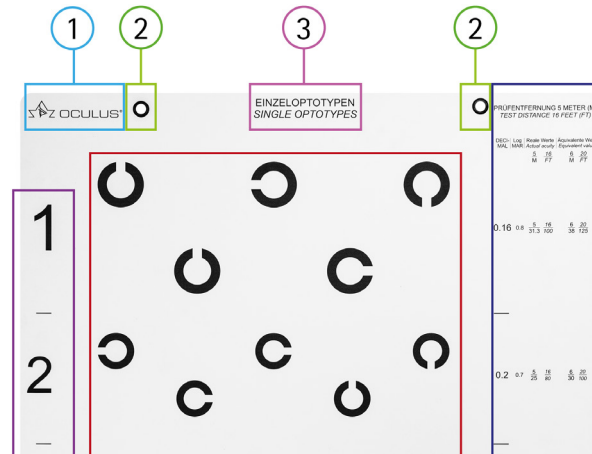 1
2
3
2
OCULUS®
EINZELOPTOTYPEN
SINGLE OPTOTYPES
PRÜFENTFERNUNG 5 METER (M
TEST DISTANCE 16 FEET (FT)
DECI- Log Reale Werte Äquivalente We
MAL MAR Actual acuity Equivalent valu
5 16 6 20
M FT M FT
1
0.16 0.8 5 16 6 20
31.3 100 38 125
2
0.2 0.7 5 16 6 20
25 80 30 100